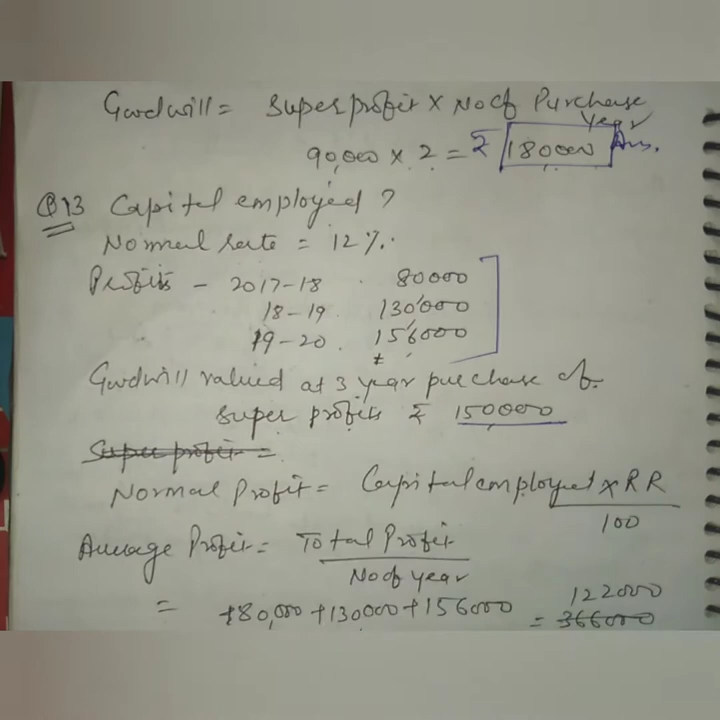 Goodwill = Super profit × No of Purchase year
90,000 × 2 = ₹ 180000 Ans.
Q13 Capital employed ?
Normal rate = 12%.
Profits - 2017-18 80000
18-19. 130000
19-20. 156000
Goodwill valued at 3 year purchase of
super profits ₹ 150000
Super profit =
Normal Profit = Capital employed × RR
100
Average Profit = Total Profit
No of year
= +80,000 + 130000 + 156000 = 366000
122000